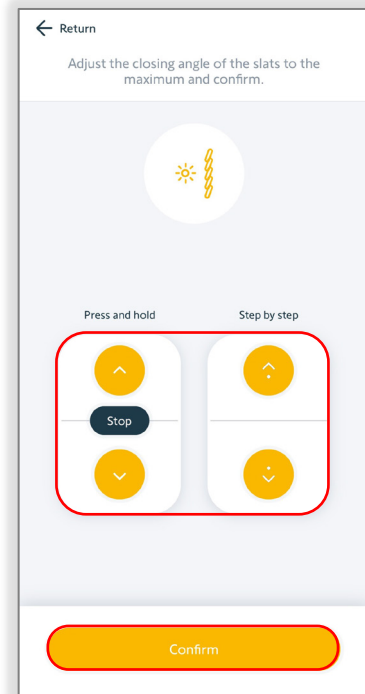 Return
Adjust the closing angle of the slats to the
maximum and confirm.
Press and hold
Step by step
Stop
Confirm